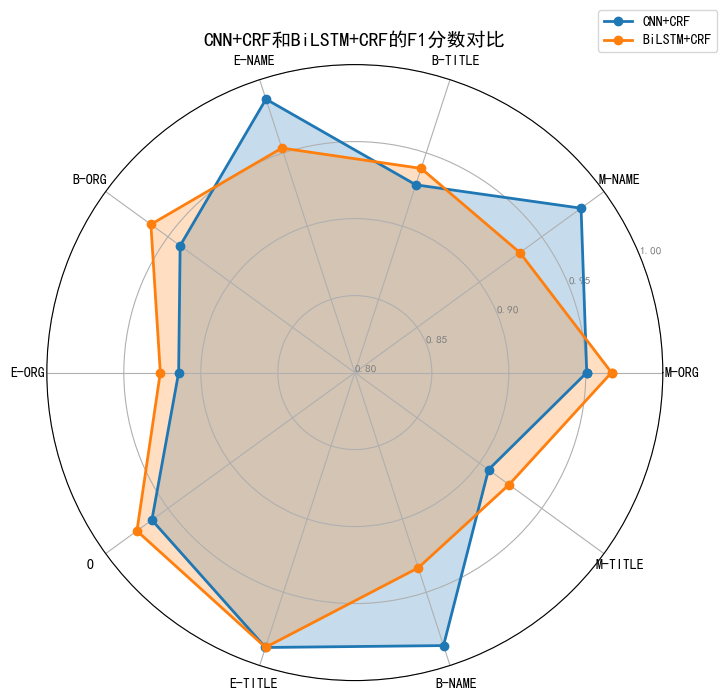 CNN+CRF
BiLSTM+CRF
CNN+CRF和BiLSTM+CRF的F1分数对比
E-NAME
B-TITLE
B-ORG
M-NAME
1.00
0.95
0.90
0.85
0.80
E-ORG
M-ORG
O
M-TITLE
E-TITLE
B-NAME